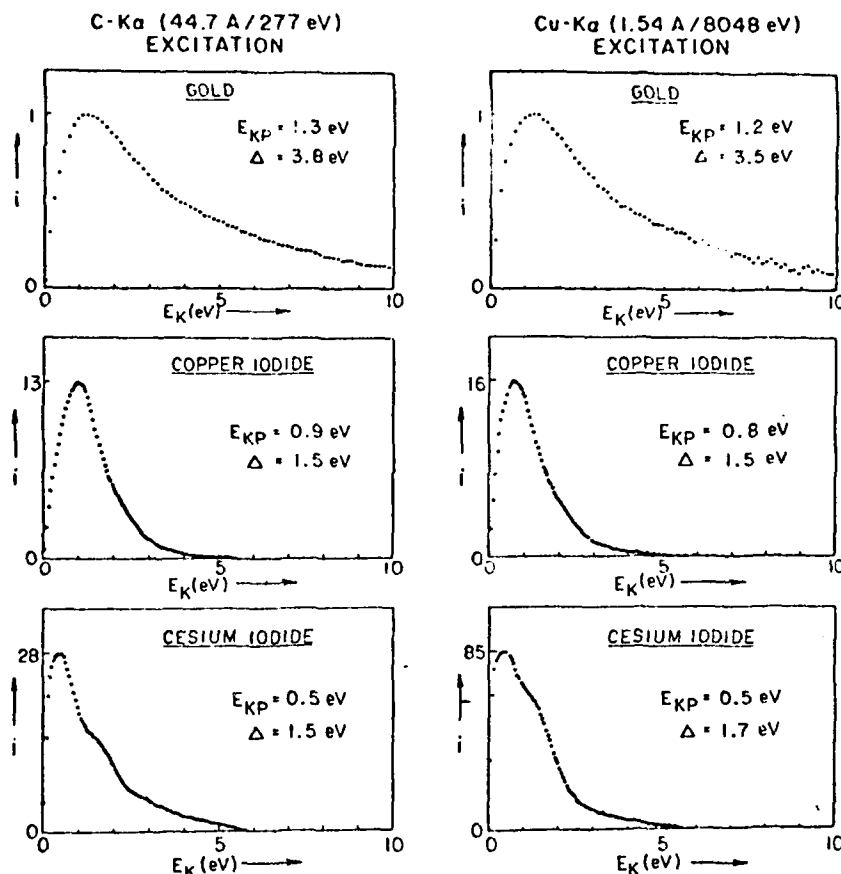 C-Kα (44.7 A/277 eV)
EXCITATION
Cu-Kα (1.54 A/8048 eV)
EXCITATION
GOLD
E_KP = 1.3 eV
Δ = 3.8 eV
1
i
0
0
5
10
E_K(eV)
GOLD
E_KP = 1.2 eV
Δ = 3.5 eV
1
i
0
0
5
10
E_K(eV)
COPPER IODIDE
E_KP = 0.9 eV
Δ = 1.5 eV
13
i
0
0
5
10
E_K(eV)
COPPER IODIDE
E_KP = 0.8 eV
Δ = 1.5 eV
16
i
0
0
5
10
E_K(eV)
CESIUM IODIDE
E_KP = 0.5 eV
Δ = 1.5 eV
28
i
0
0
5
10
E_K(eV)
CESIUM IODIDE
E_KP = 0.5 eV
Δ = 1.7 eV
85
i
0
0
5
10
E_K(eV)